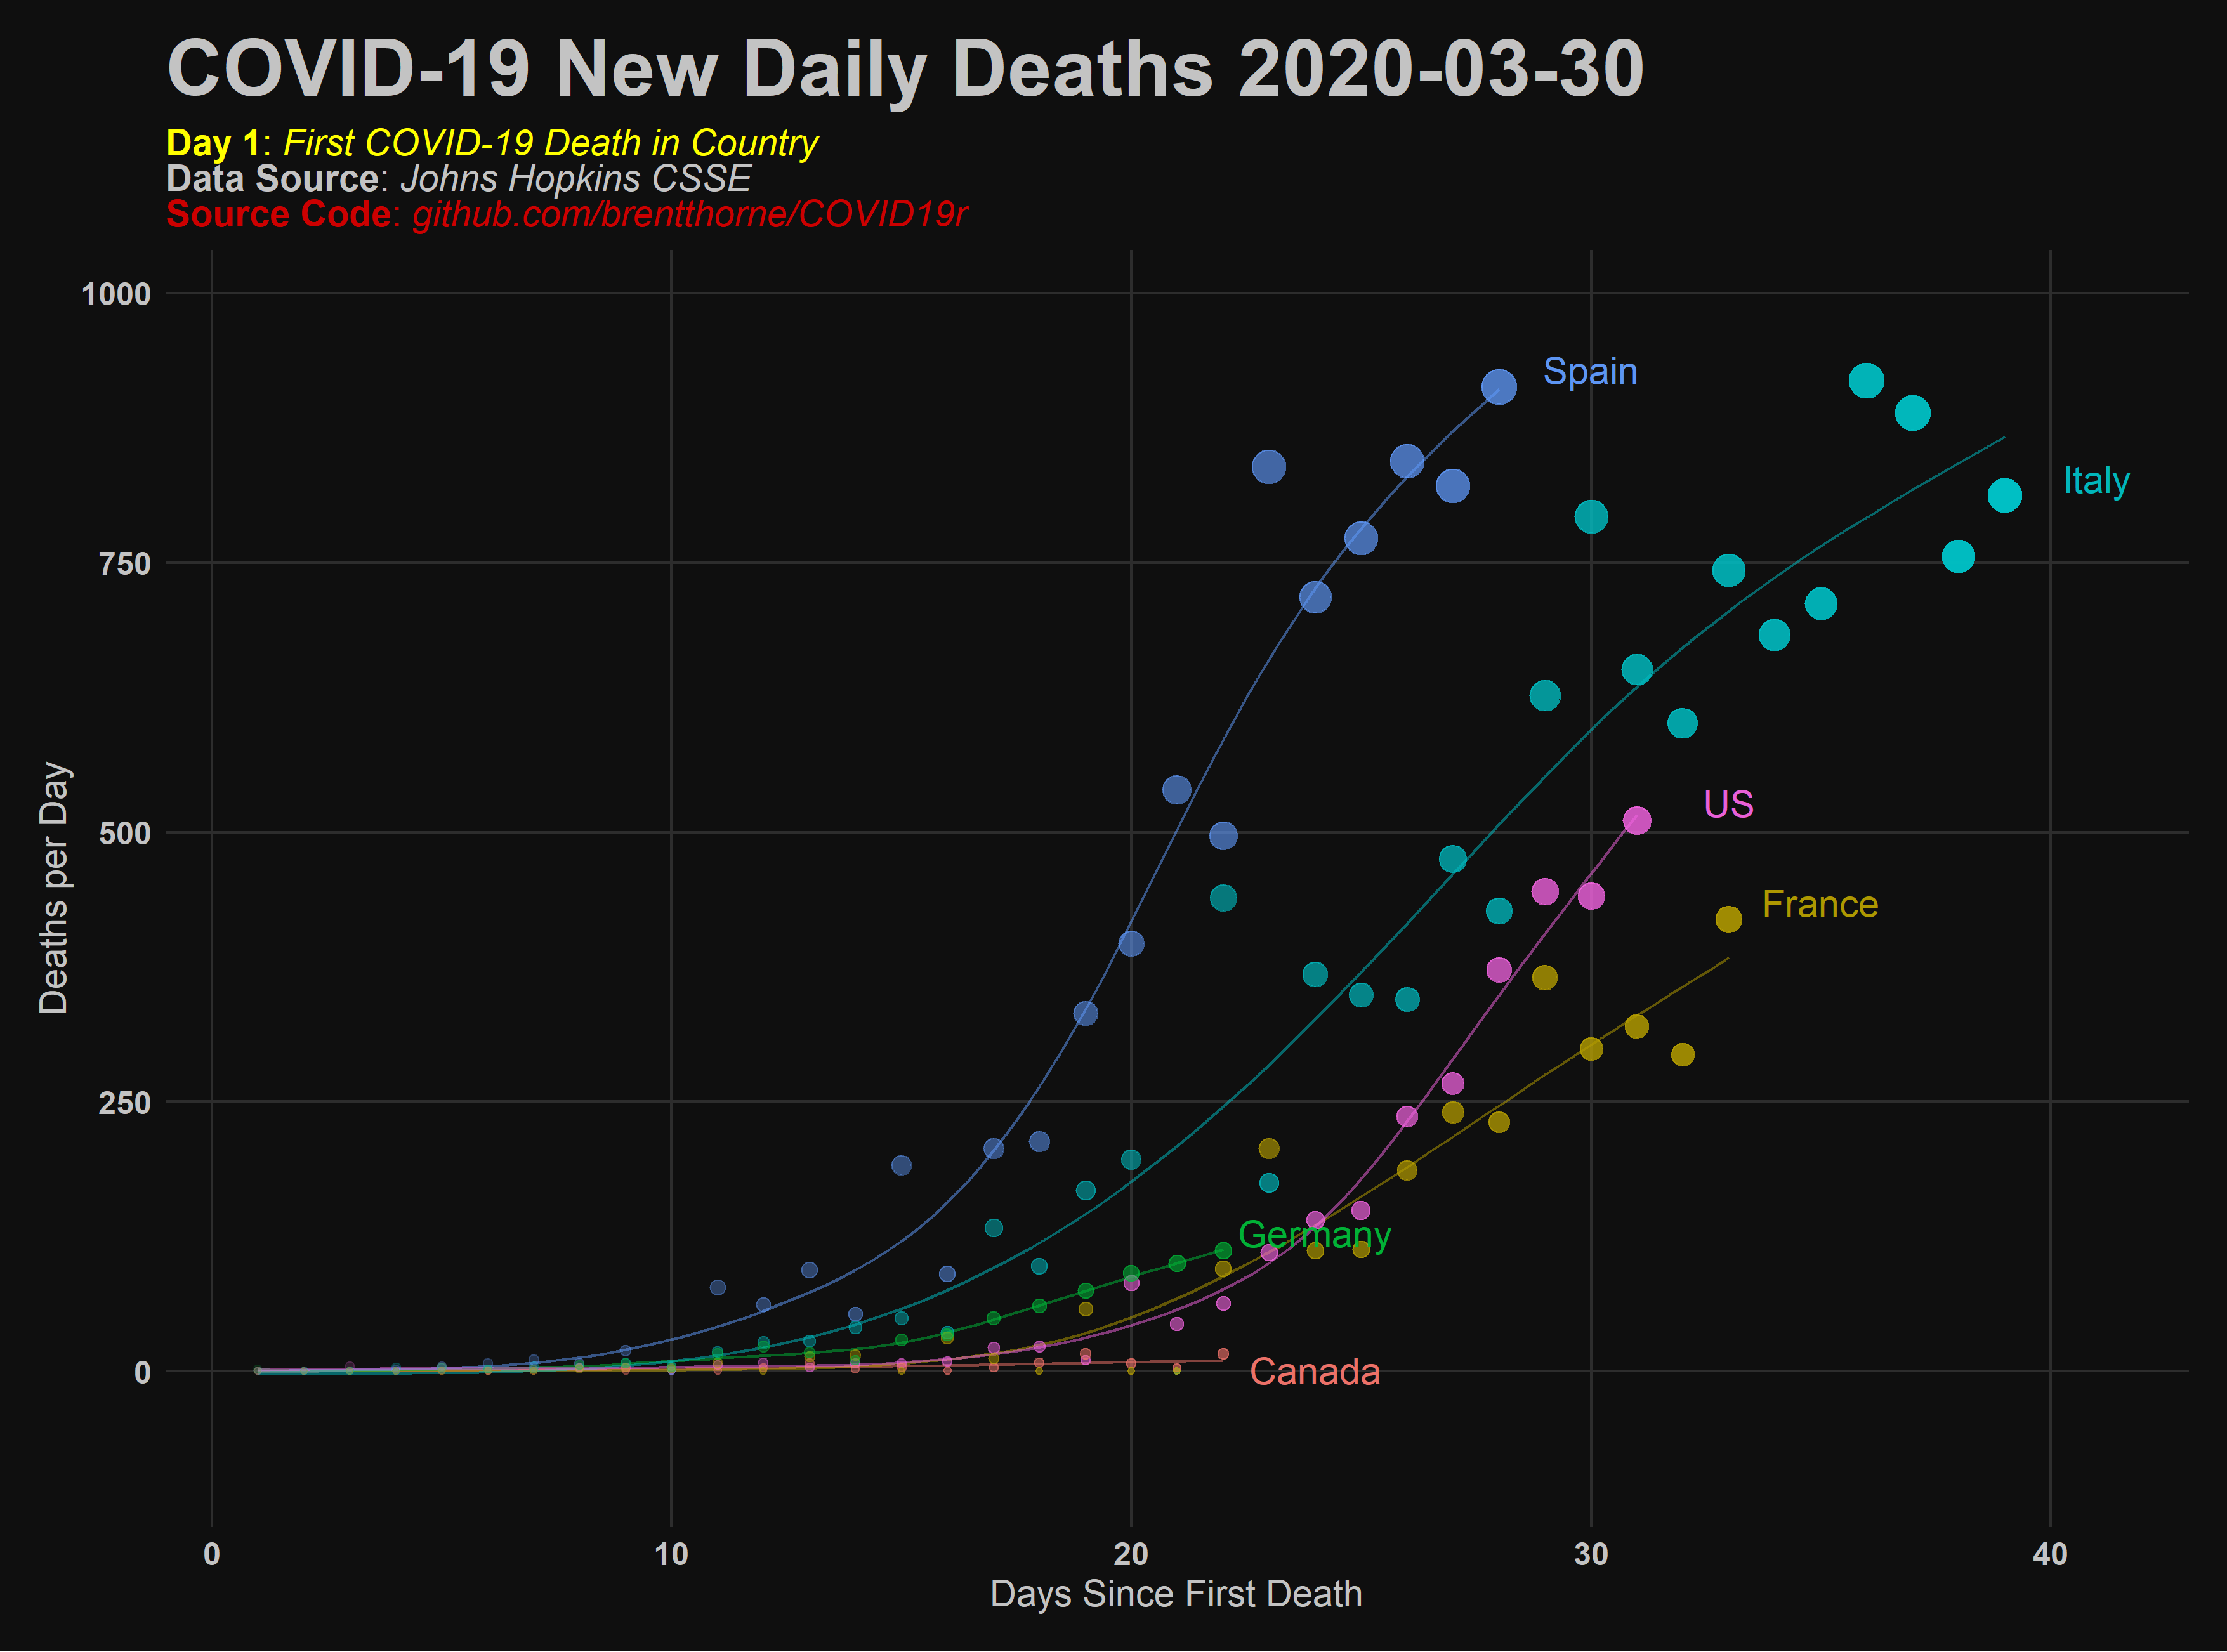 COVID-19 New Daily Deaths 2020-03-30
Day 1: First COVID-19 Death in Country
Data Source: Johns Hopkins CSSE
Source Code: github.com/brentthorne/COVID19r
1000
Spain
Italy
750
US
500
Deaths per Day
France
250
Germany
0
Canada
0 10 20 30 40
Days Since First Death